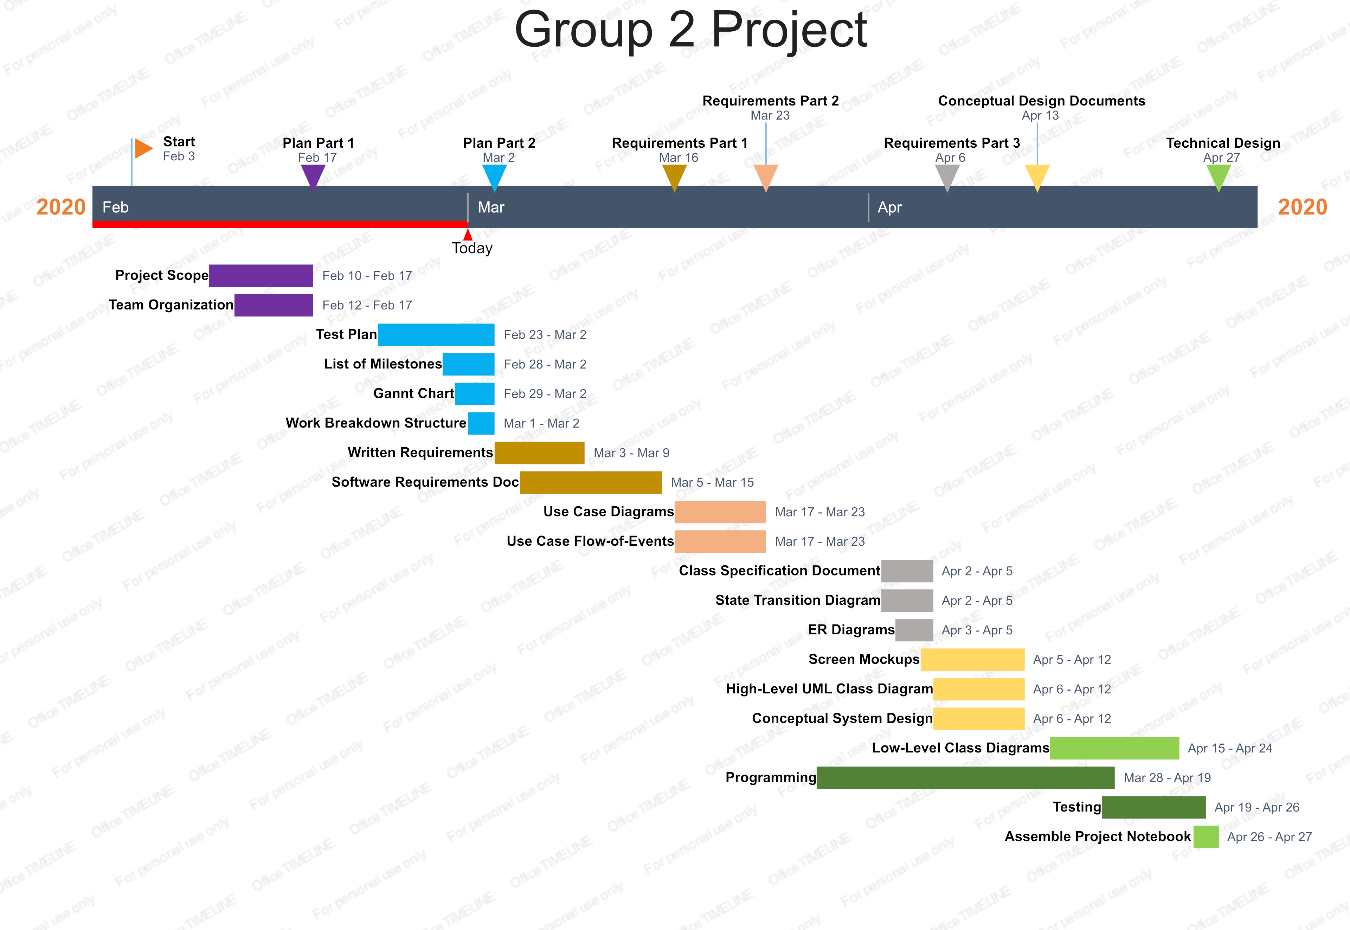 Group 2 Project
Requirements Part 2
Mar 23
Conceptual Design Documents
Apr 13
Start
Feb 3
Plan Part 1
Feb 17
Plan Part 2
Mar 2
Requirements Part 1
Mar 16
Requirements Part 3
Apr 6
Technical Design
Apr 27
2020 Feb Mar Apr 2020
Today
Project Scope Feb 10 - Feb 17
Team Organization Feb 12 - Feb 17
Test Plan Feb 23 - Mar 2
List of Milestones Feb 28 - Mar 2
Gannt Chart Feb 29 - Mar 2
Work Breakdown Structure Mar 1 - Mar 2
Written Requirements Mar 3 - Mar 9
Software Requirements Doc Mar 5 - Mar 15
Use Case Diagrams Mar 17 - Mar 23
Use Case Flow-of-Events Mar 17 - Mar 23
Class Specification Document Apr 2 - Apr 5
State Transition Diagram Apr 2 - Apr 5
ER Diagrams Apr 3 - Apr 5
Screen Mockups Apr 5 - Apr 12
High-Level UML Class Diagram Apr 6 - Apr 12
Conceptual System Design Apr 6 - Apr 12
Low-Level Class Diagrams Apr 15 - Apr 24
Programming Mar 28 - Apr 19
Testing Apr 19 - Apr 26
Assemble Project Notebook Apr 26 - Apr 27
Office TIMELINE
For personal use only